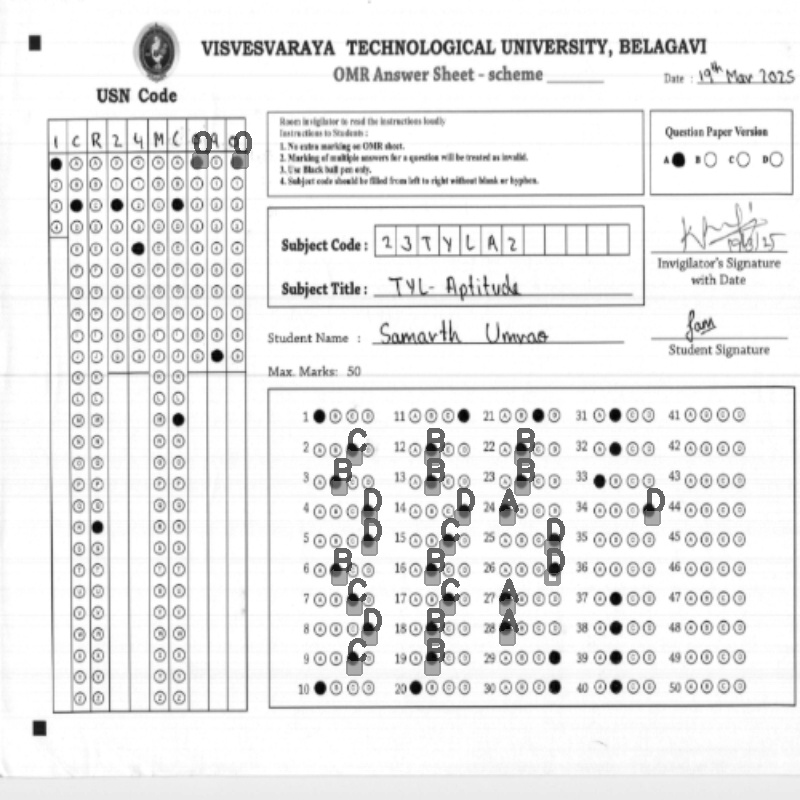 VISVESVARAYA TECHNOLOGICAL UNIVERSITY, BELAGAVI
OMR Answer Sheet - scheme ______
Date : 19th Mar 2025
USN Code
1 C R 2 4 M C A
Room invigilator to read the instructions loudly
Instructions to Students :
1. No extra marking on OMR sheet.
2. Marking of multiple answers for a question will be treated as invalid.
3. Use Black ball pen only.
4. Subject code should be filled from left to right without blank or hyphen.
Question Paper Version
A B C D
Subject Code : 2 3 T Y L A 2
Subject Title : TYL- Aptitude
Invigilator's Signature
with Date
Student Name : Samarth Umrao
Student Signature
Max. Marks: 50
1 11 21 31 41
2 C 12 B 22 B 32 42
3 B 13 B 23 B 33 43
4 D 14 D 24 A 34 D 44
5 D 15 C 25 D 35 45
6 B 16 B 26 D 36 46
7 C 17 C 27 A 37 47
8 D 18 B 28 A 38 48
9 C 19 B 29 39 49
10 20 30 40 50